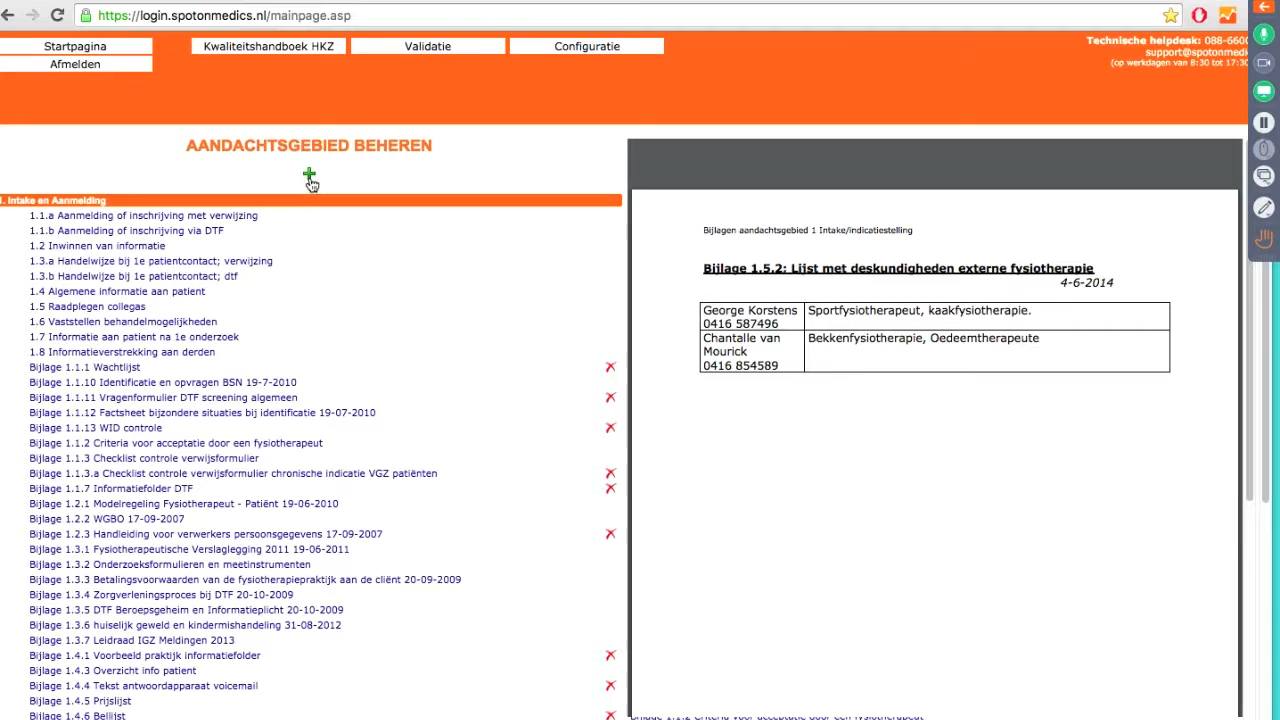 https://login.spotonmedics.nl/mainpage.asp
Startpagina
Kwaliteitshandboek HKZ
Validatie
Configuratie
Afmelden
Technische helpdesk: 088-6600
support@spotonmedi
(op werkdagen van 8:30 tot 17:30
AANDACHTSGEBIED BEHEREN
1. Intake en Aanmelding
1.1.a Aanmelding of inschrijving met verwijzing
1.1.b Aanmelding of inschrijving via DTF
1.2 Inwinnen van informatie
1.3.a Handelwijze bij 1e patientcontact; verwijzing
1.3.b Handelwijze bij 1e patientcontact; dtf
1.4 Algemene informatie aan patient
1.5 Raadplegen collegas
1.6 Vaststellen behandelmogelijkheden
1.7 Informatie aan patient na 1e onderzoek
1.8 Informatieverstrekking aan derden
Bijlage 1.1.1 Wachtlijst
Bijlage 1.1.10 Identificatie en opvragen BSN 19-7-2010
Bijlage 1.1.11 Vragenformulier DTF screening algemeen
Bijlage 1.1.12 Factsheet bijzondere situaties bij identificatie 19-07-2010
Bijlage 1.1.13 WID controle
Bijlage 1.1.2 Criteria voor acceptatie door een fysiotherapeut
Bijlage 1.1.3 Checklist controle verwijsformulier
Bijlage 1.1.3.a Checklist controle verwijsformulier chronische indicatie VGZ patiënten
Bijlage 1.1.7 Informatiefolder DTF
Bijlage 1.2.1 Modelregeling Fysiotherapeut - Patiënt 19-06-2010
Bijlage 1.2.2 WGBO 17-09-2007
Bijlage 1.2.3 Handleiding voor verwerkers persoonsgegevens 17-09-2007
Bijlage 1.3.1 Fysiotherapeutische Verslaglegging 2011 19-06-2011
Bijlage 1.3.2 Onderzoeksformulieren en meetinstrumenten
Bijlage 1.3.3 Betalingsvoorwaarden van de fysiotherapiepraktijk aan de cliënt 20-09-2009
Bijlage 1.3.4 Zorgverleningsproces bij DTF 20-10-2009
Bijlage 1.3.5 DTF Beroepsgeheim en Informatieplicht 20-10-2009
Bijlage 1.3.6 huiselijk geweld en kindermishandeling 31-08-2012
Bijlage 1.3.7 Leidraad IGZ Meldingen 2013
Bijlage 1.4.1 Voorbeeld praktijk informatiefolder
Bijlage 1.4.3 Overzicht info patient
Bijlage 1.4.4 Tekst antwoordapparaat voicemail
Bijlage 1.4.5 Prijslijst
Bijlage 1.4.6 Bellijst
Bijlagen aandachtsgebied 1 Intake/indicatiestelling
Bijlage 1.5.2: Lijst met deskundigheden externe fysiotherapie
4-6-2014
George Korstens
0416 587496
Sportfysiotherapeut, kaakfysiotherapie.
Chantalle van
Mourick
0416 854589
Bekkenfysiotherapie, Oedeemtherapeute
Bijlage 1.1.2 Criteria voor acceptatie door een fysiotherapeut